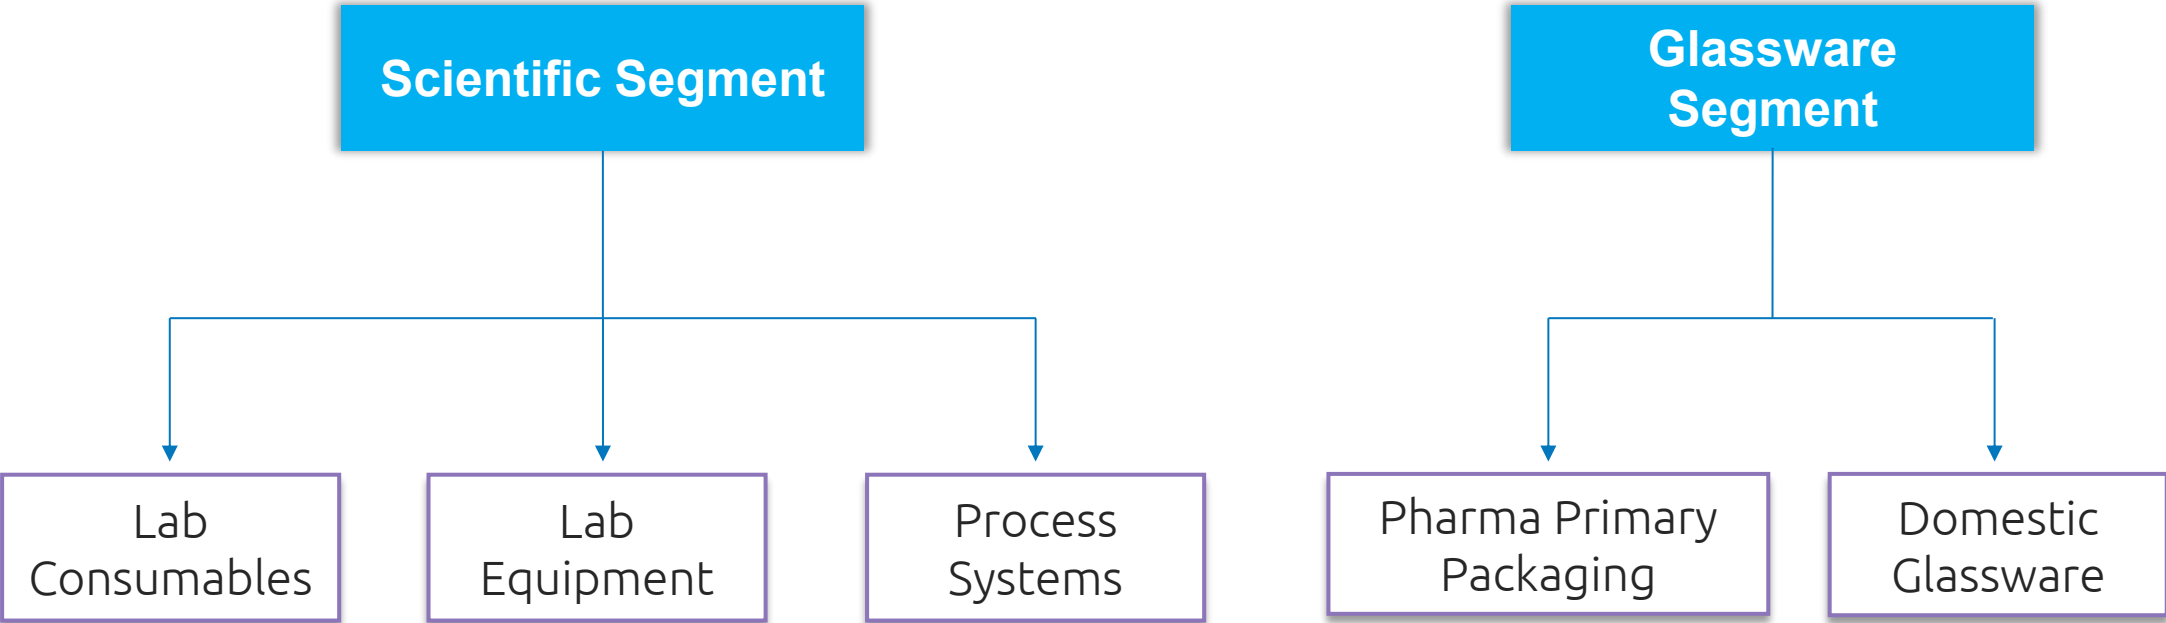 Scientific Segment
Glassware
Segment
Lab
Consumables
Lab
Equipment
Process
Systems
Pharma Primary
Packaging
Domestic
Glassware